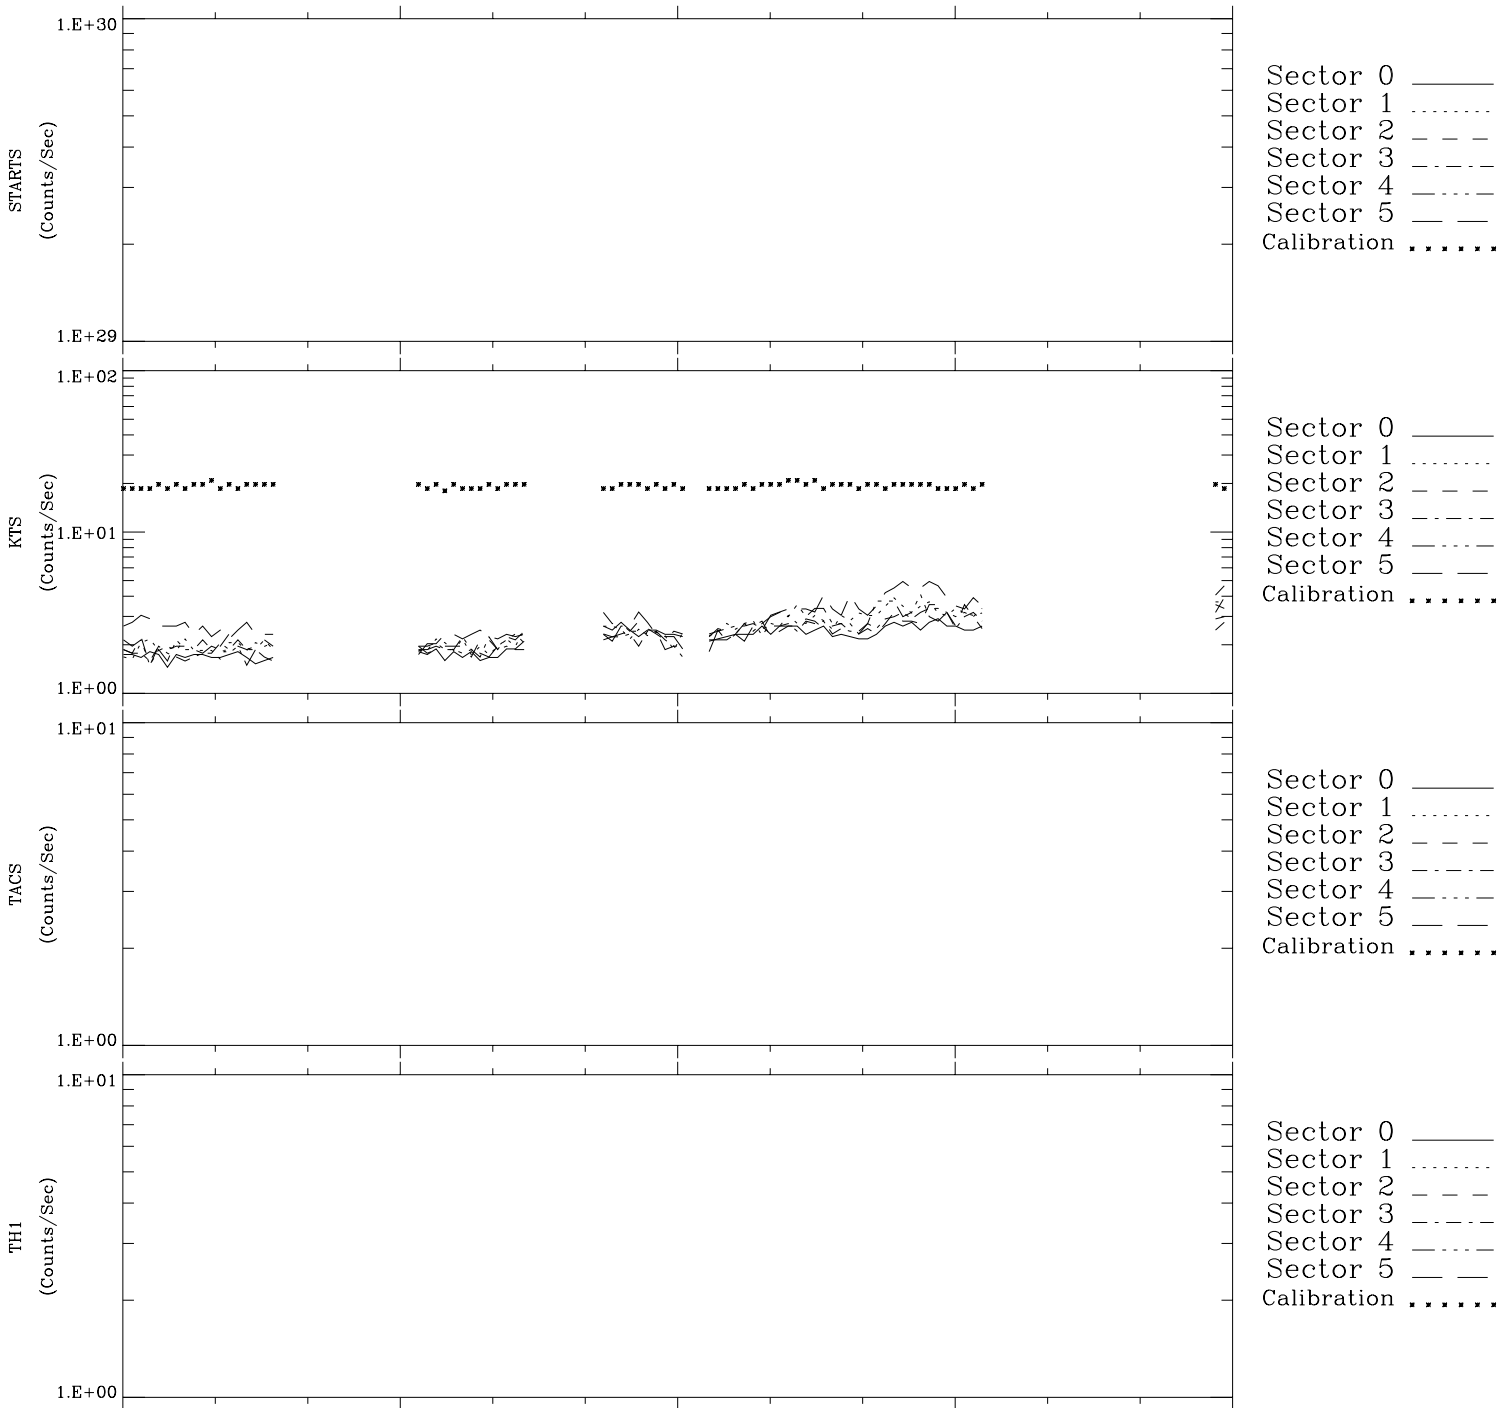 1.E+30
STARTS
(Counts/Sec)
1.E+29
Sector 0
Sector 1
Sector 2
Sector 3
Sector 4
Sector 5
Calibration
1.E+02
KTS
(Counts/Sec)
1.E+01
1.E+00
Sector 0
Sector 1
Sector 2
Sector 3
Sector 4
Sector 5
Calibration
1.E+01
TACS
(Counts/Sec)
1.E+00
Sector 0
Sector 1
Sector 2
Sector 3
Sector 4
Sector 5
Calibration
1.E+01
TH1
(Counts/Sec)
1.E+00
Sector 0
Sector 1
Sector 2
Sector 3
Sector 4
Sector 5
Calibration